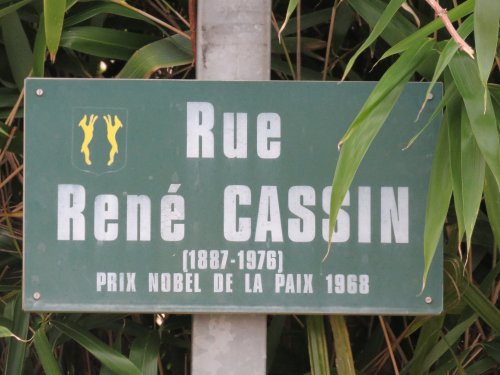 Rue
René CASSIN
(1887-1976)
PRIX NOBEL DE LA PAIX 1968